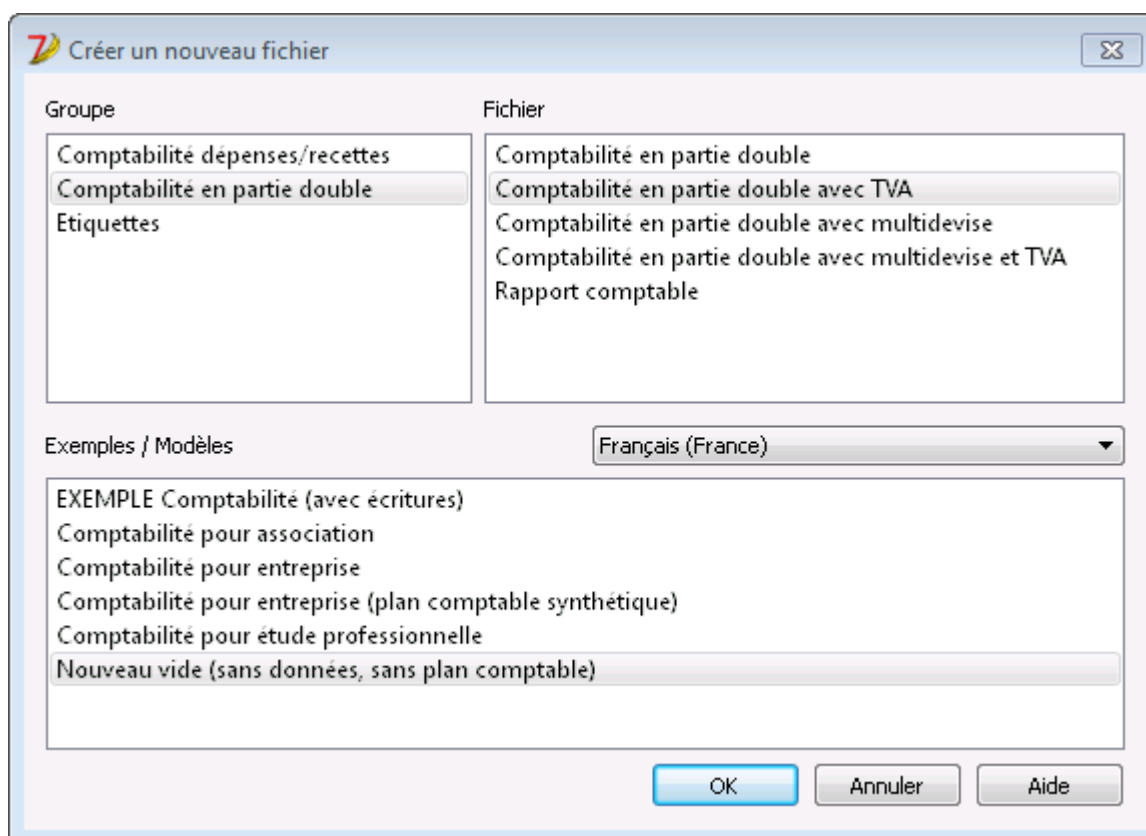 Créer un nouveau fichier
Groupe
Fichier
Comptabilité dépenses/recettes
Comptabilité en partie double
Etiquettes
Comptabilité en partie double
Comptabilité en partie double avec TVA
Comptabilité en partie double avec multidevise
Comptabilité en partie double avec multidevise et TVA
Rapport comptable
Exemples / Modèles
Français (France)
EXEMPLE Comptabilité (avec écritures)
Comptabilité pour association
Comptabilité pour entreprise
Comptabilité pour entreprise (plan comptable synthétique)
Comptabilité pour étude professionnelle
Nouveau vide (sans données, sans plan comptable)
OK
Annuler
Aide